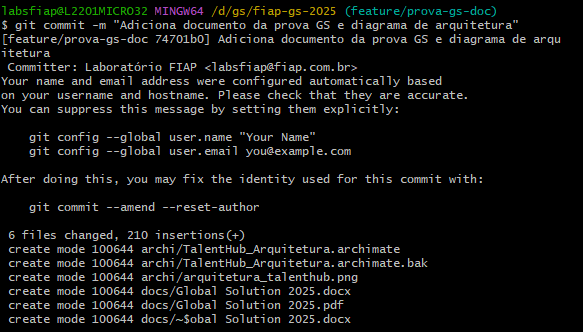 labsfiap@L2201MICRO32 MINGW64 /d/gs/fiap-gs-2025 (feature/prova-gs-doc)
$ git commit -m "Adiciona documento da prova GS e diagrama de arquitetura"
[feature/prova-gs-doc 74701b0] Adiciona documento da prova GS e diagrama de arqu
itetura
 Committer: Laboratório FIAP <labsfiap@fiap.com.br>
Your name and email address were configured automatically based
on your username and hostname. Please check that they are accurate.
You can suppress this message by setting them explicitly:

    git config --global user.name "Your Name"
    git config --global user.email you@example.com

After doing this, you may fix the identity used for this commit with:

    git commit --amend --reset-author

 6 files changed, 210 insertions(+)
 create mode 100644 archi/TalentHub_Arquitetura.archimate
 create mode 100644 archi/TalentHub_Arquitetura.archimate.bak
 create mode 100644 archi/arquitetura_talenthub.png
 create mode 100644 docs/Global Solution 2025.docx
 create mode 100644 docs/Global Solution 2025.pdf
 create mode 100644 docs/~$obal Solution 2025.docx